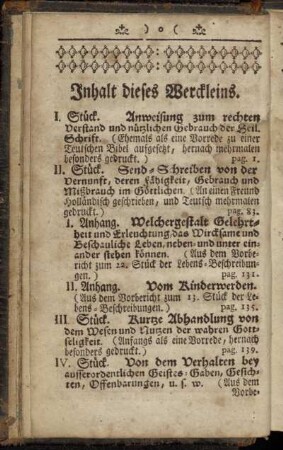 ) o (
Inhalt dieses Werckleins.
I. Stück. Anweisung zum rechten
Verstand und nützlichen Gebrauch der Heil.
Schrift. (Ehemals als eine Vorrede zu einer
Teutschen Bibel aufgesetzt, hernach mehrmalen
besonders gedruckt.) pag. 1.
II. Stück. Send-Schreiben von der
Vernunft, deren Fähigkeit, Gebrauch und
Mißbrauch im Göttlichen. (An einen Freund
Holländisch geschrieben, und Teutsch mehrmalen
gedruckt.) pag. 83.
I. Anhang. Welchergestalt Gelehrt-
heit und Erleuchtung, das Wircksame und
Beschauliche Leben, neben- und unter ein-
ander stehen können. (Aus dem Vorbe-
richt zum 22. Stück der Lebens-Beschreibun-
gen.) pag. 131.
II. Anhang. Vom Kinderwerden.
(Aus dem Vorbericht zum 13. Stück der Le-
bens-Beschreibungen.) pag. 135.
III. Stück. Kurtze Abhandlung von
dem Wesen und Nutzen der wahren Gott-
seligkeit. (Anfangs als eine Vorrede, hernach
besonders gedruckt.) pag. 139.
IV. Stück. Von dem Verhalten bey
ausserordentlichen Geistes-Gaben, Gesich-
ten, Offenbarungen, u. s. w. (Aus dem
Vorbe-